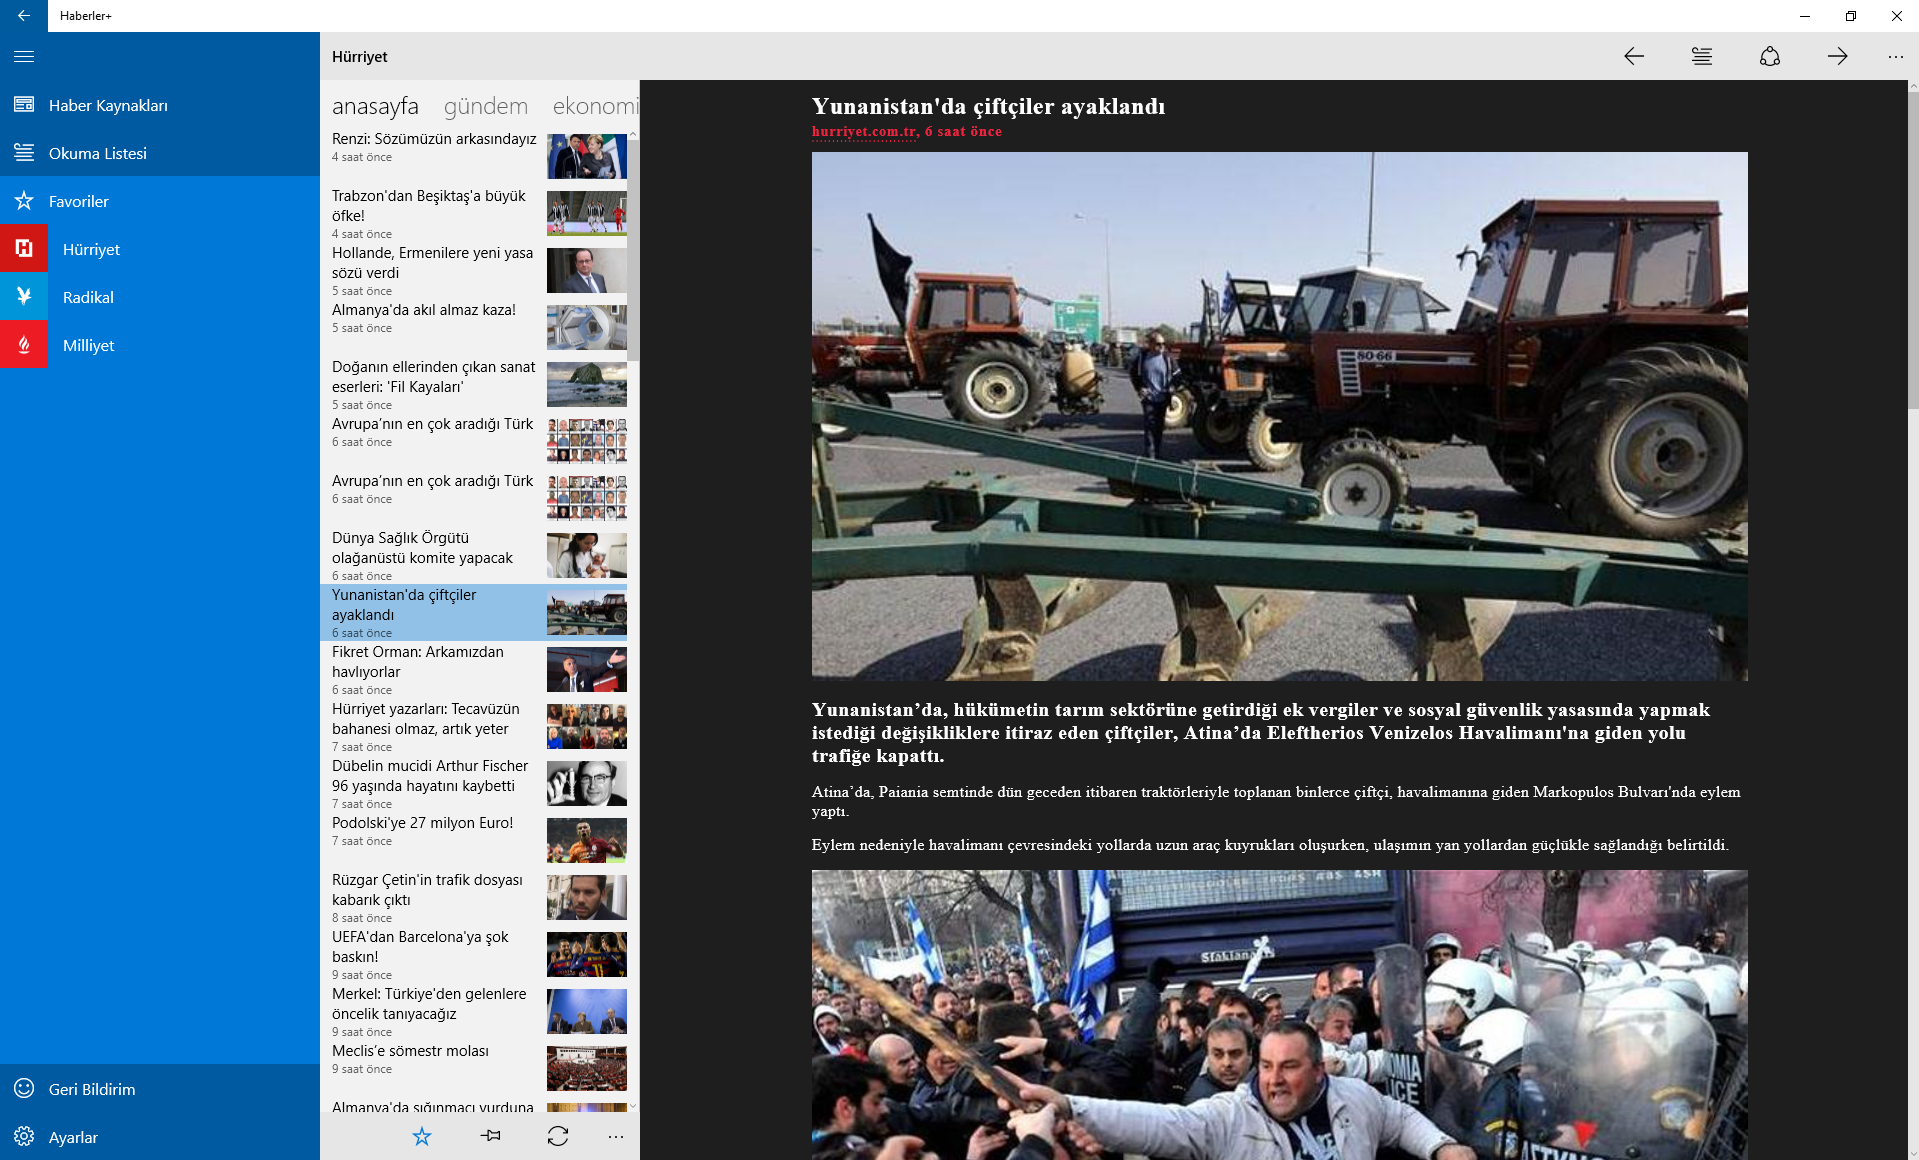 Haberler+
Haber Kaynakları
Okuma Listesi
Favoriler
Hürriyet
Radikal
Milliyet
Geri Bildirim
Ayarlar
Hürriyet
anasayfa gündem ekonomi
Renzi: Sözümüzün arkasındayız
4 saat önce
Trabzon'dan Beşiktaş'a büyük
öfke!
4 saat önce
Hollande, Ermenilere yeni yasa
sözü verdi
5 saat önce
Almanya'da akıl almaz kaza!
5 saat önce
Doğanın ellerinden çıkan sanat
eserleri: 'Fil Kayaları'
5 saat önce
Avrupa’nın en çok aradığı Türk
6 saat önce
Avrupa’nın en çok aradığı Türk
6 saat önce
Dünya Sağlık Örgütü
olağanüstü komite yapacak
6 saat önce
Yunanistan'da çiftçiler
ayaklandı
6 saat önce
Fikret Orman: Arkamızdan
havlıyorlar
6 saat önce
Hürriyet yazarları: Tecavüzün
bahanesi olmaz, artık yeter
7 saat önce
Dübelin mucidi Arthur Fischer
96 yaşında hayatını kaybetti
7 saat önce
Podolski'ye 27 milyon Euro!
7 saat önce
Rüzgar Çetin'in trafik dosyası
kabarık çıktı
8 saat önce
UEFA'dan Barcelona'ya şok
baskın!
9 saat önce
Merkel: Türkiye'den gelenlere
öncelik tanıyacağız
9 saat önce
Meclis’e sömestr molası
9 saat önce
Almanya'da sığınmacı yurduna
Yunanistan'da çiftçiler ayaklandı
hurriyet.com.tr, 6 saat önce
80-66
Yunanistan’da, hükümetin tarım sektörüne getirdiği ek vergiler ve sosyal güvenlik yasasında yapmak
istediği değişikliklere itiraz eden çiftçiler, Atina’da Eleftherios Venizelos Havalimanı'na giden yolu
trafiğe kapattı.
Atina’da, Paiania semtinde dün geceden itibaren traktörleriyle toplanan binlerce çiftçi, havalimanına giden Markopulos Bulvarı'nda eylem
yaptı.
Eylem nedeniyle havalimanı çevresindeki yollarda uzun araç kuyrukları oluşurken, ulaşımın yan yollardan güçlükle sağlandığı belirtildi.